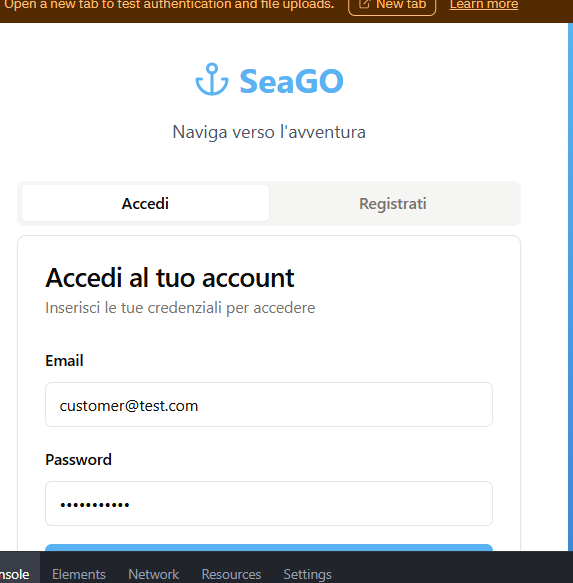 Open a new tab to test authentication and file uploads. New tab Learn more
SeaGO
Naviga verso l'avventura
Accedi Registrati
Accedi al tuo account
Inserisci le tue credenziali per accedere
Email
customer@test.com
Password
•••••••••••
nsole Elements Network Resources Settings